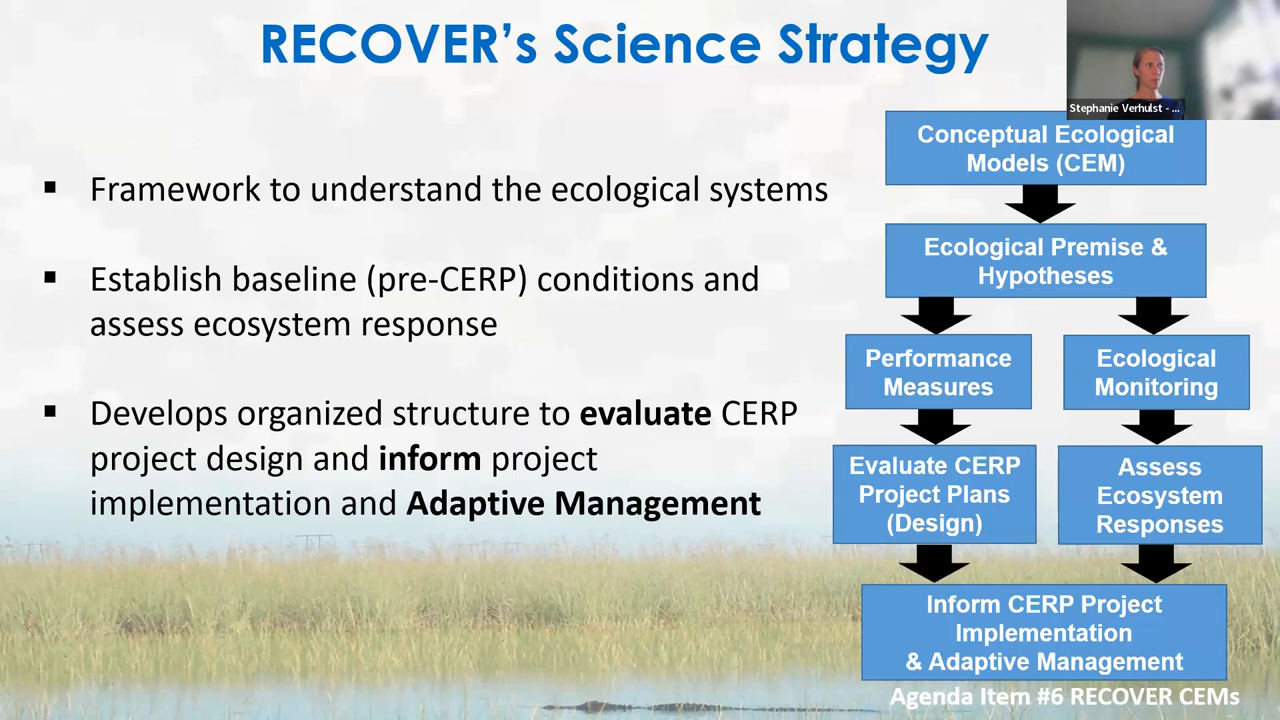 RECOVER's Science Strategy
Stephanie Verhulst - ...
▪ Framework to understand the ecological systems
▪ Establish baseline (pre-CERP) conditions and
assess ecosystem response
▪ Develops organized structure to evaluate CERP
project design and inform project
implementation and Adaptive Management
Conceptual Ecological
Models (CEM)
Ecological Premise &
Hypotheses
Performance
Measures
Ecological
Monitoring
Evaluate CERP
Project Plans
(Design)
Assess
Ecosystem
Responses
Inform CERP Project
Implementation
& Adaptive Management
Agenda Item #6 RECOVER CEMs